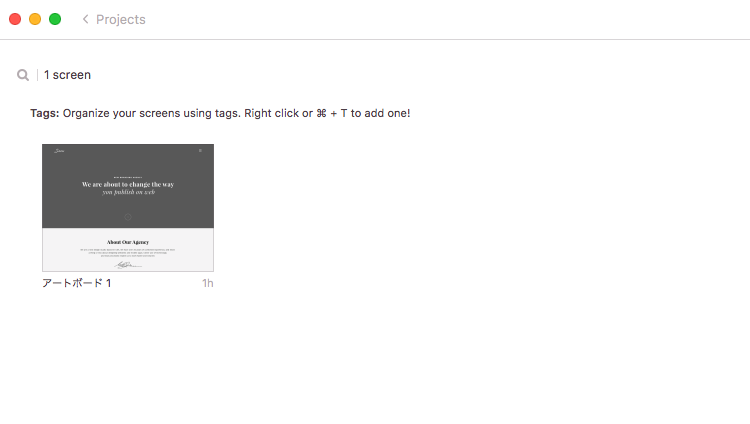 Projects
1 screen
Tags: Organize your screens using tags. Right click or ⌘ + T to add one!
We are about to change the way
you publish on web
About Our Agency
アートボード 1
1h